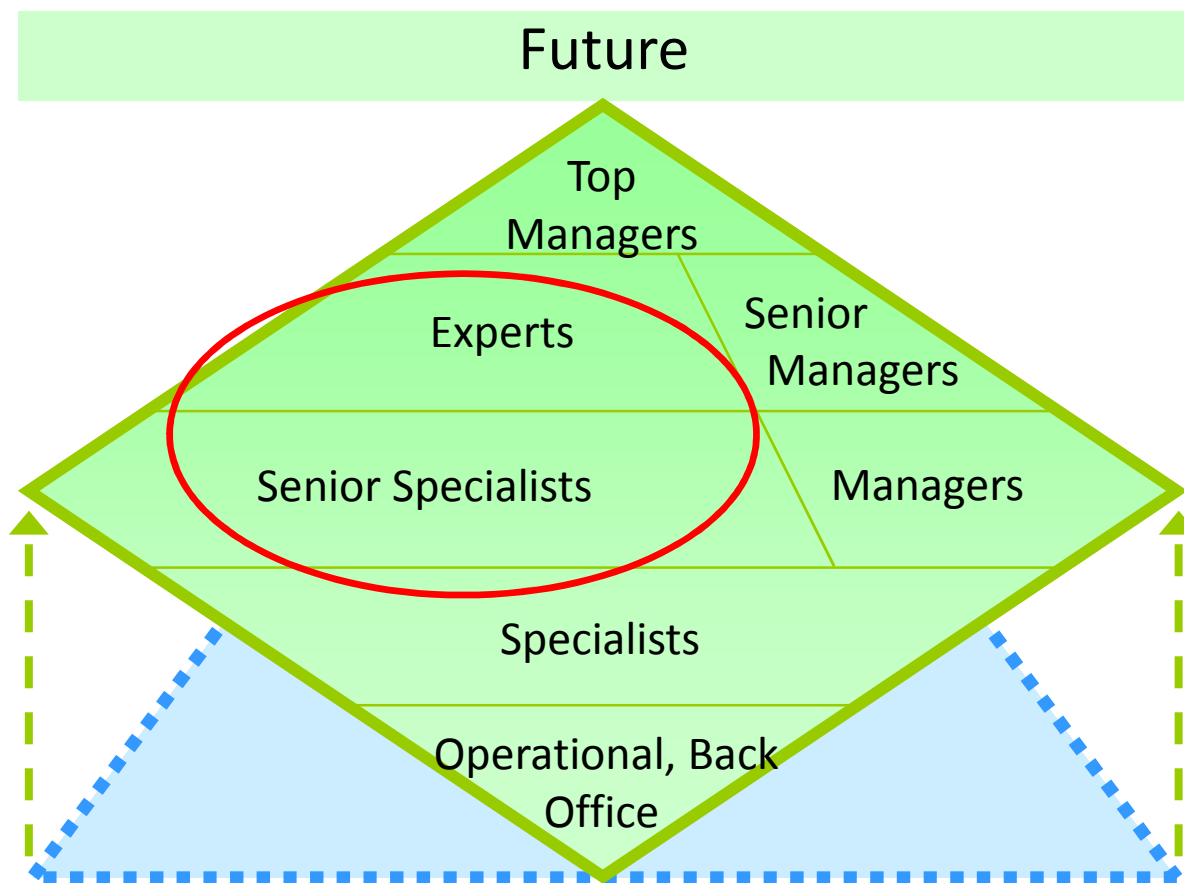 Future
Top
Managers
Experts
Senior
Managers
Senior Specialists
Managers
Specialists
Operational, Back
Office